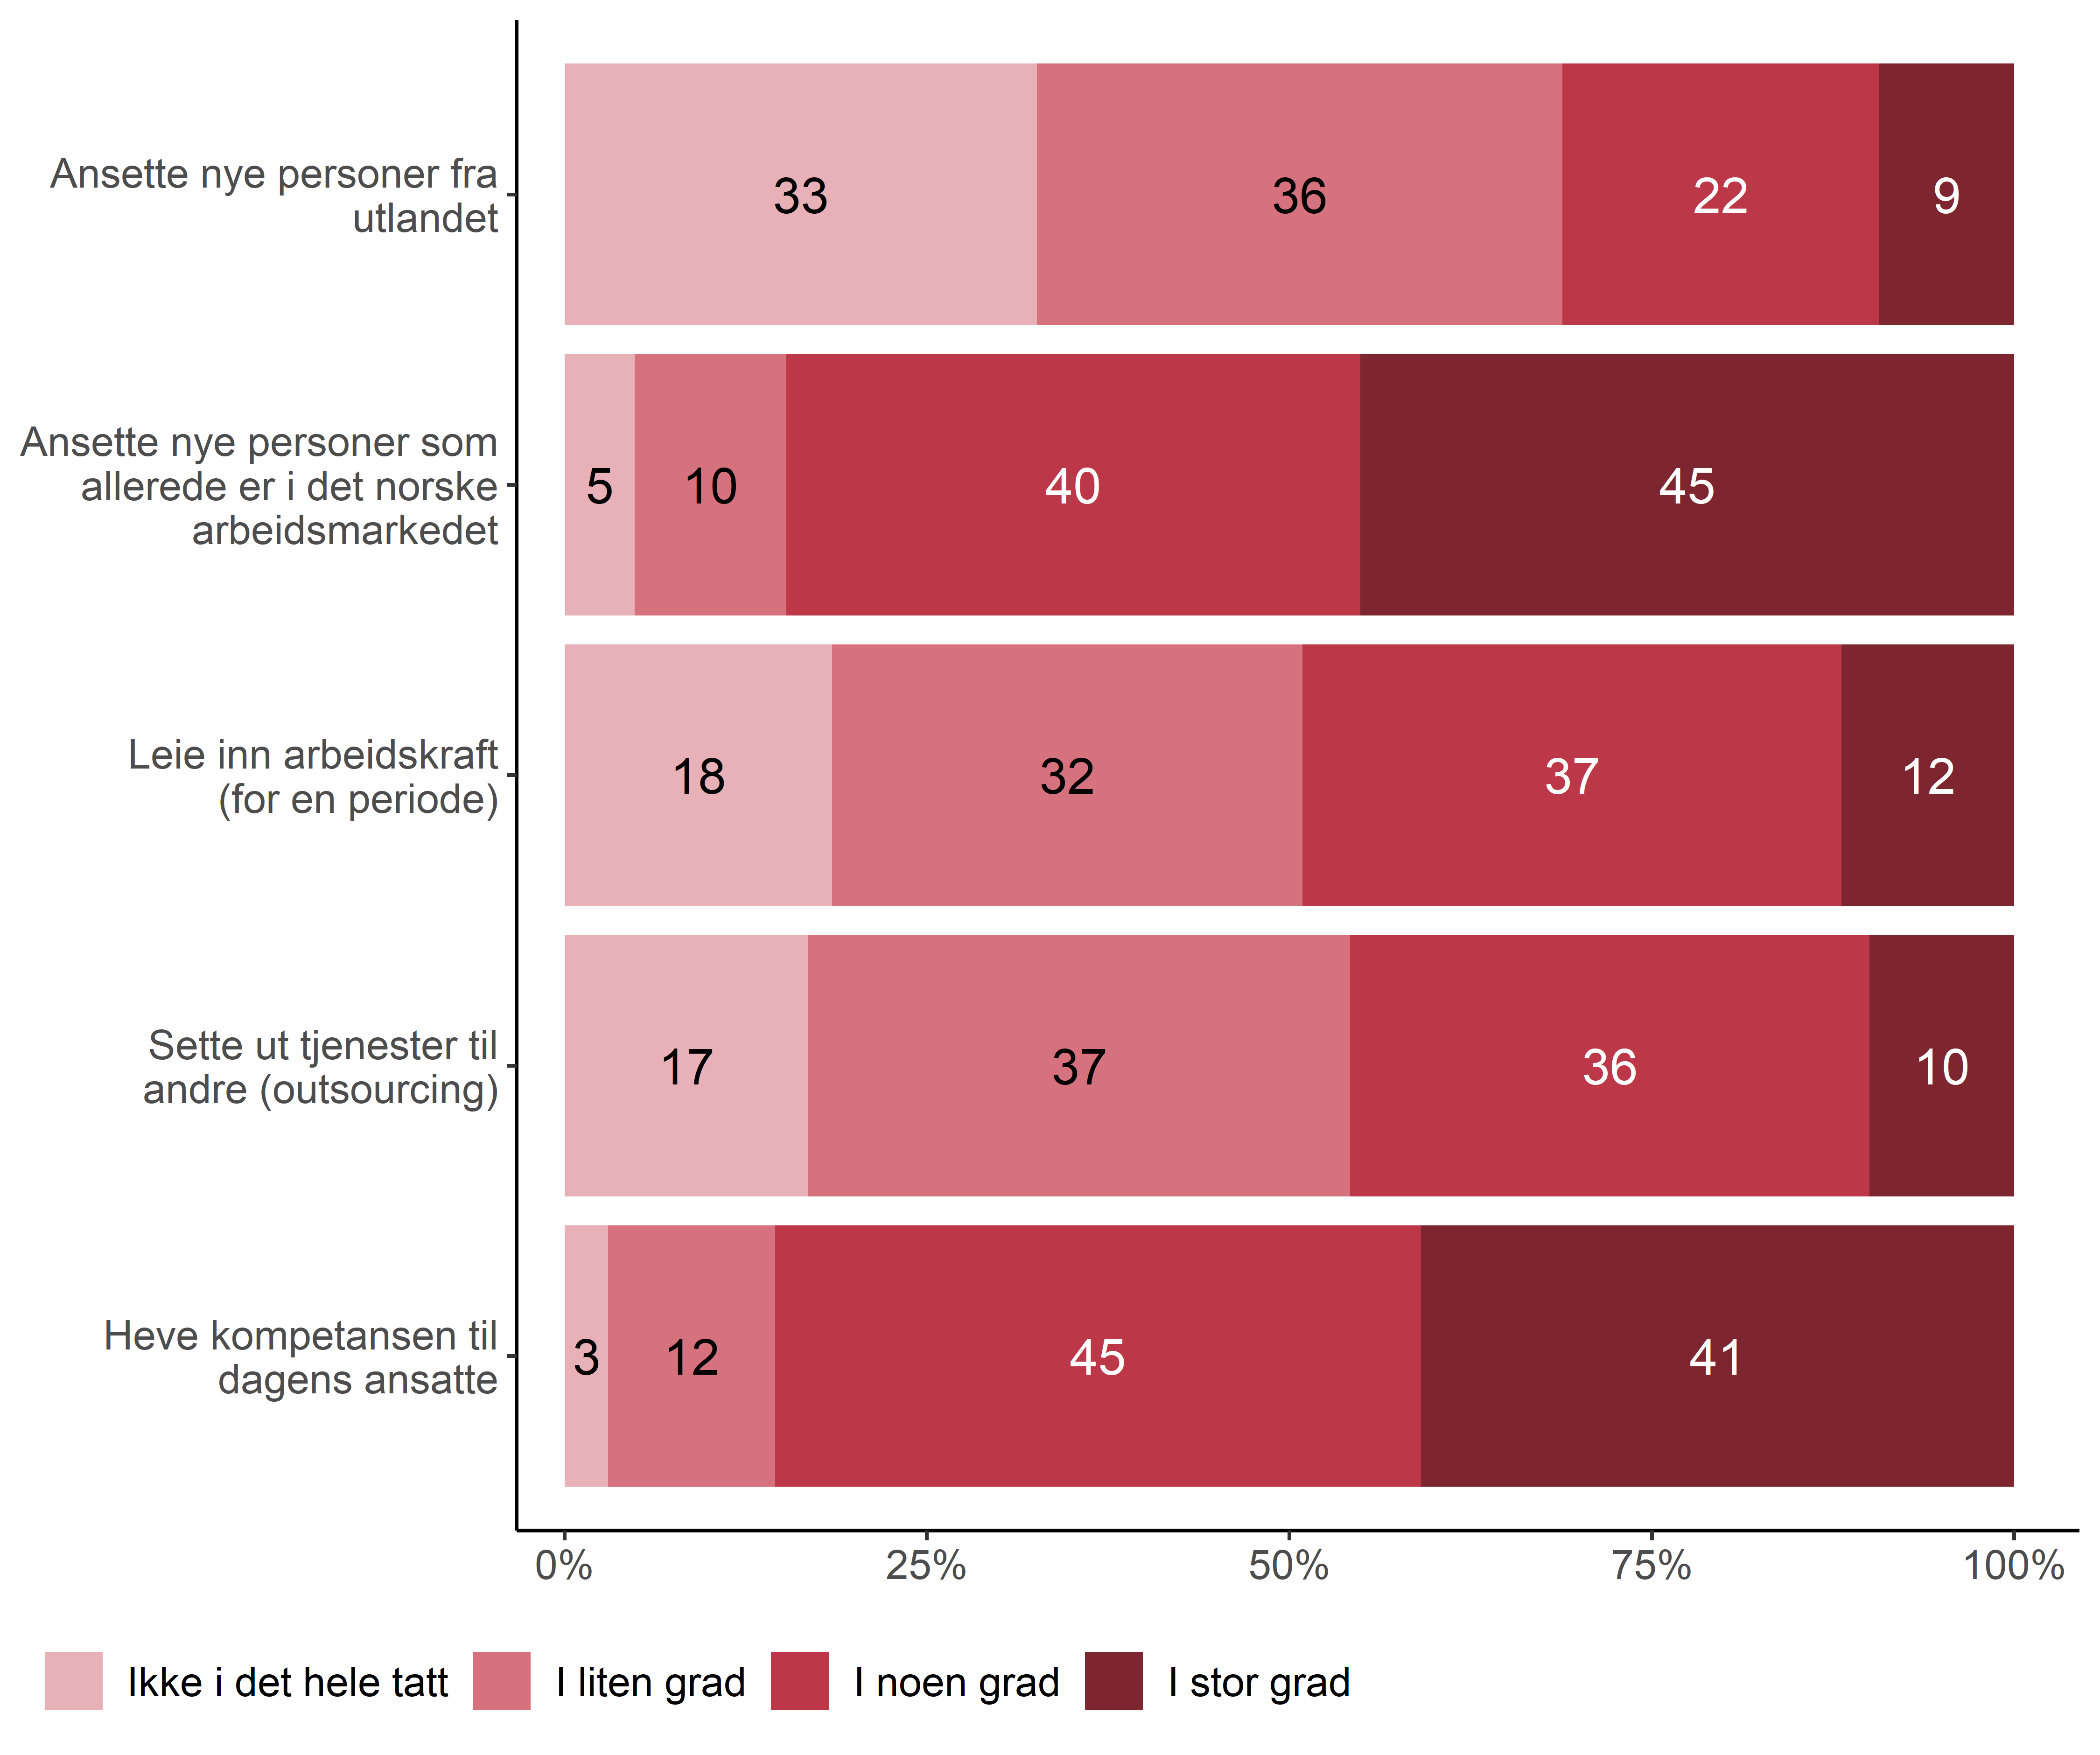 Ansette nye personer fra
utlandet
33 36 22 9
Ansette nye personer som
allerede er i det norske
arbeidsmarkedet
5 10 40 45
Leie inn arbeidskraft
(for en periode)
18 32 37 12
Sette ut tjenester til
andre (outsourcing)
17 37 36 10
Heve kompetansen til
dagens ansatte
3 12 45 41
0% 25% 50% 75% 100%
Ikke i det hele tatt I liten grad I noen grad I stor grad